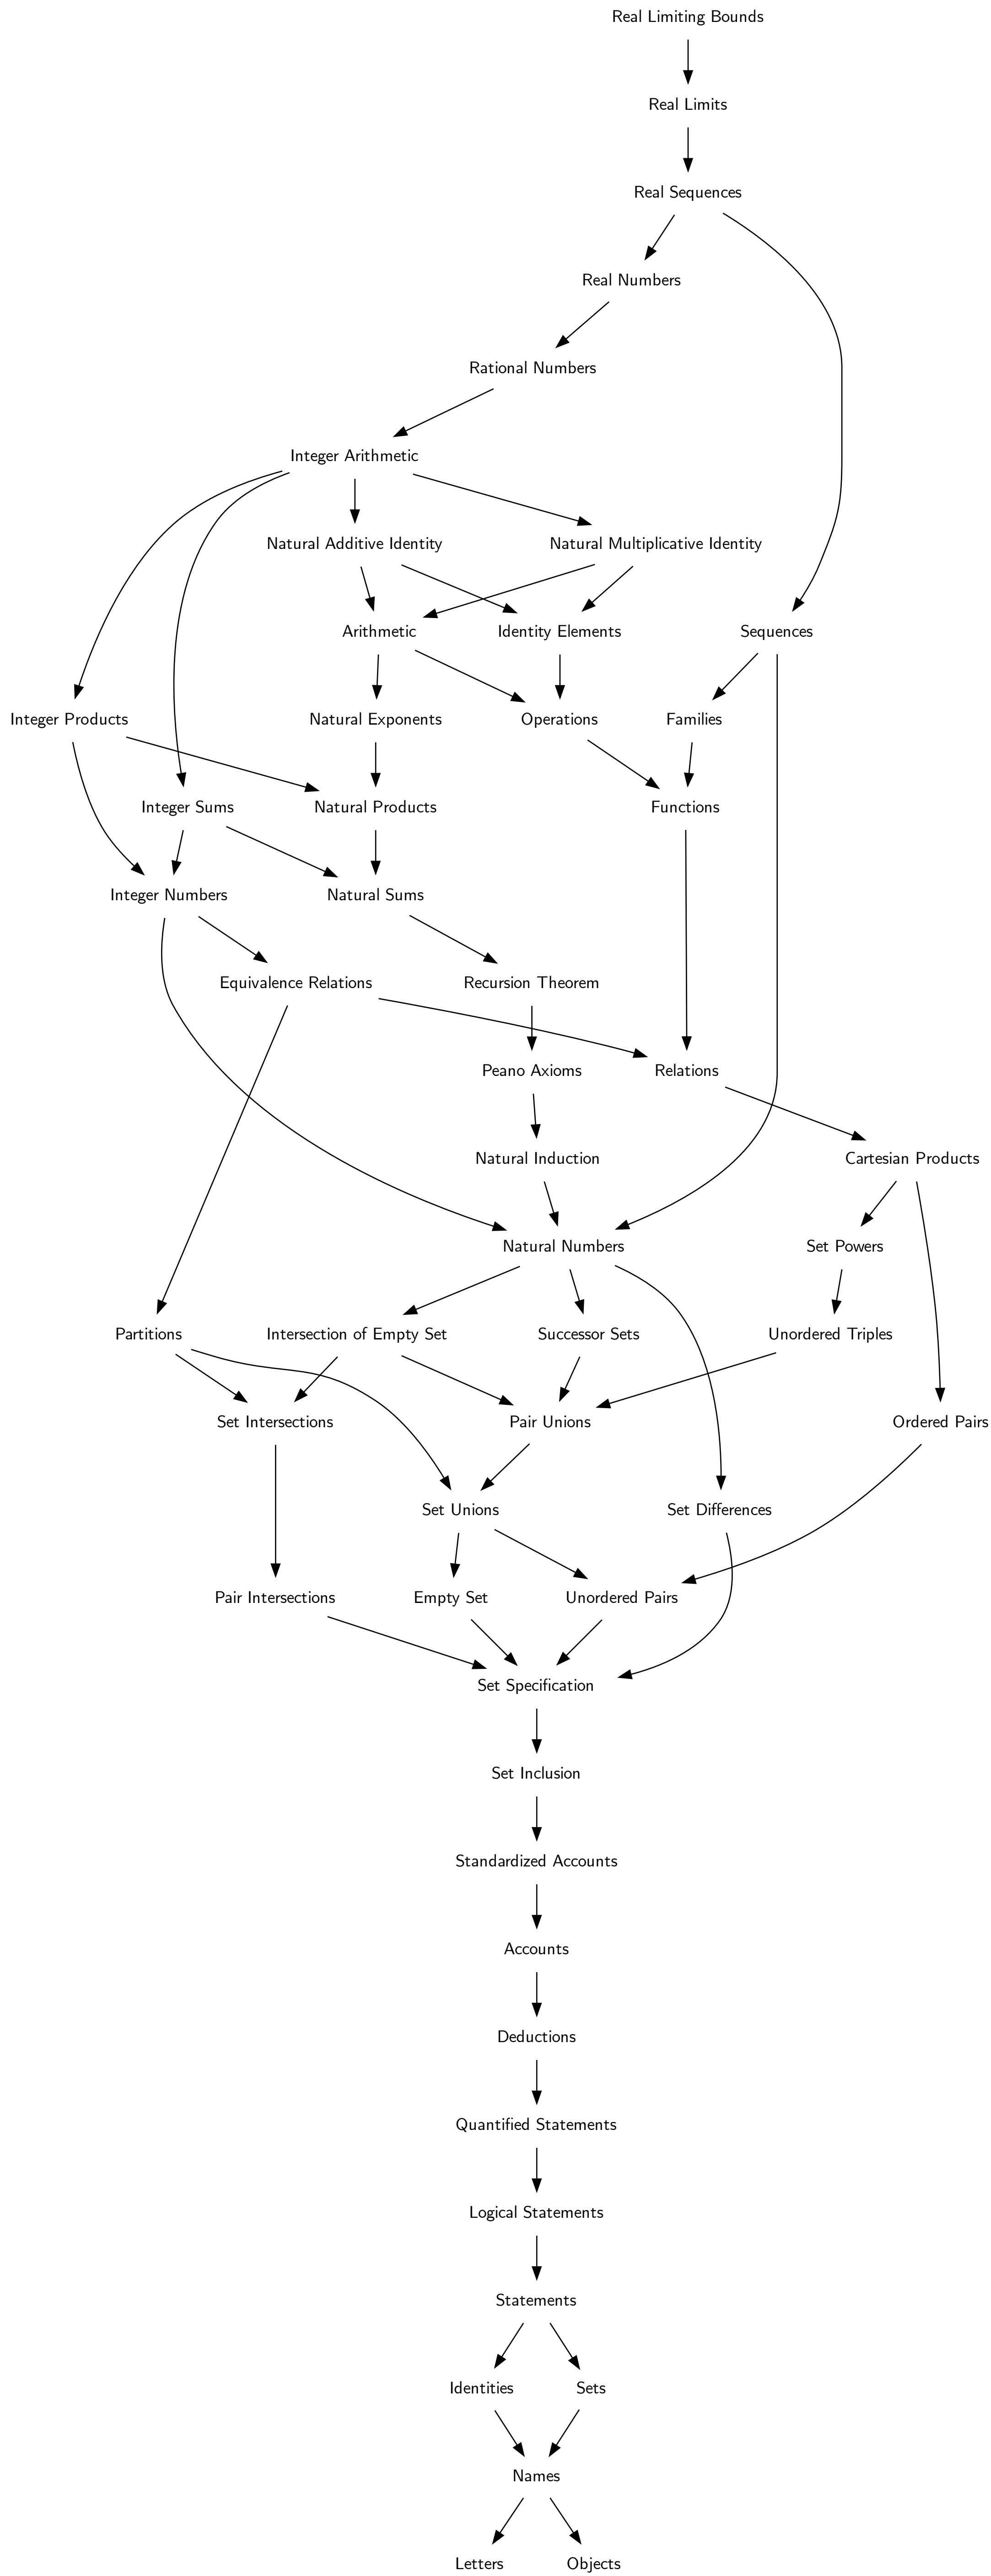 Real Limiting Bounds
Real Limits
Real Sequences
Real Numbers
Rational Numbers
Integer Arithmetic
Natural Additive Identity
Natural Multiplicative Identity
Arithmetic
Identity Elements
Sequences
Integer Products
Natural Exponents
Operations
Families
Integer Sums
Natural Products
Functions
Integer Numbers
Natural Sums
Equivalence Relations
Recursion Theorem
Peano Axioms
Relations
Natural Induction
Cartesian Products
Natural Numbers
Set Powers
Partitions
Intersection of Empty Set
Successor Sets
Unordered Triples
Set Intersections
Pair Unions
Ordered Pairs
Set Unions
Set Differences
Pair Intersections
Empty Set
Unordered Pairs
Set Specification
Set Inclusion
Standardized Accounts
Accounts
Deductions
Quantified Statements
Logical Statements
Statements
Identities
Sets
Names
Letters
Objects